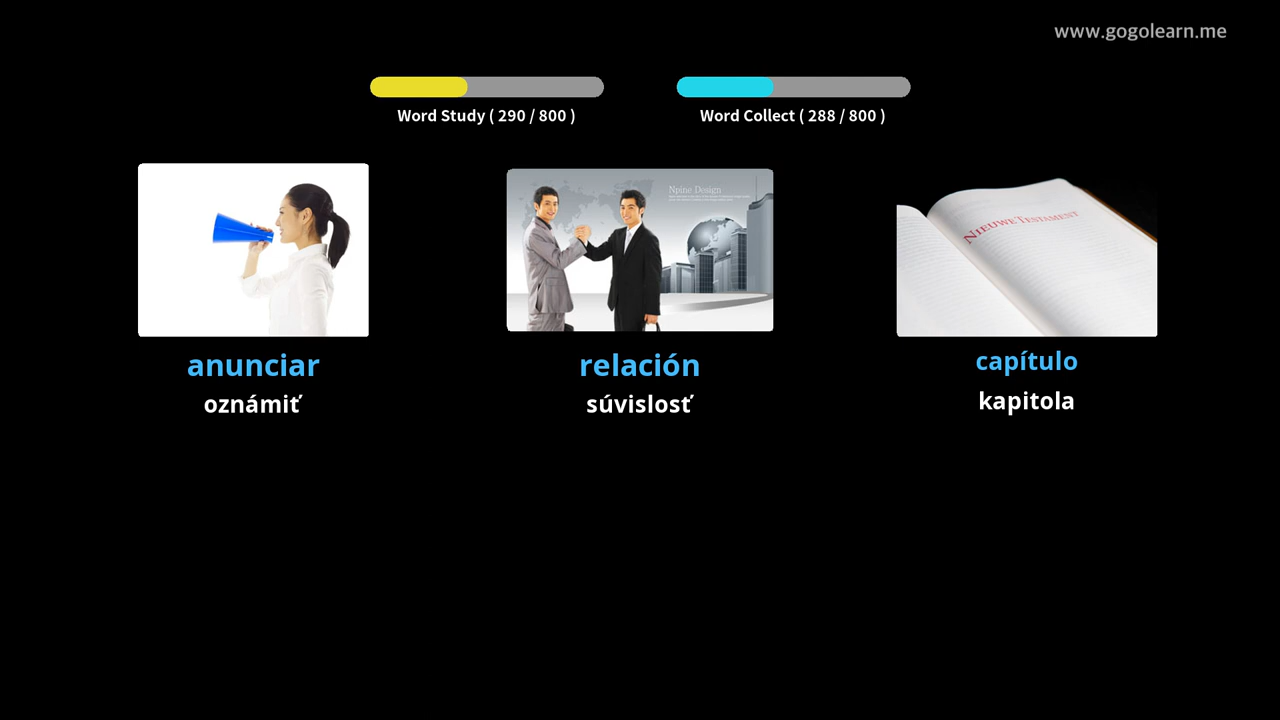 www.gogolearn.me
Word Study ( 290 / 800 )
Word Collect ( 288 / 800 )
Npine Design
NIEUWE TESTAMENT
anunciar
relación
capítulo
oznámiť
súvislosť
kapitola